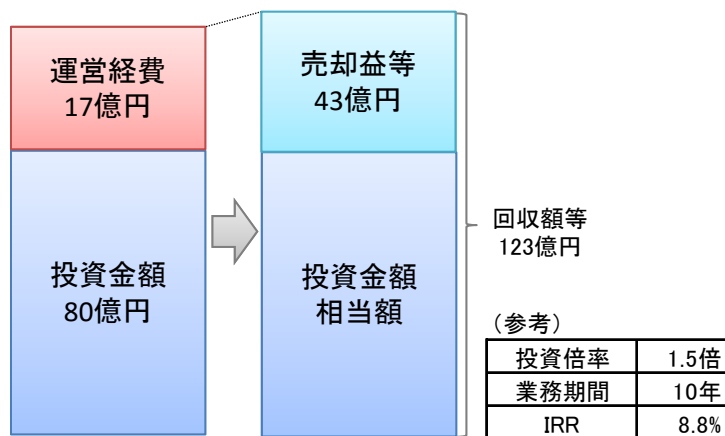 運営経費
17億円
投資金額
80億円
売却益等
43億円
投資金額
相当額
回収額等
123億円
（参考）
投資倍率 1.5倍
業務期間 10年
IRR 8.8%